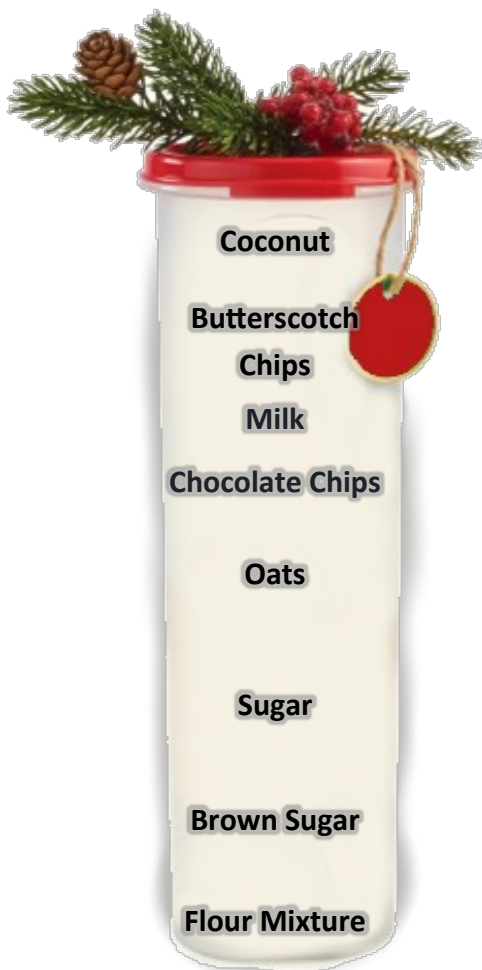 Coconut
Butterscotch
Chips
Milk
Chocolate Chips
Oats
Sugar
Brown Sugar
Flour Mixture